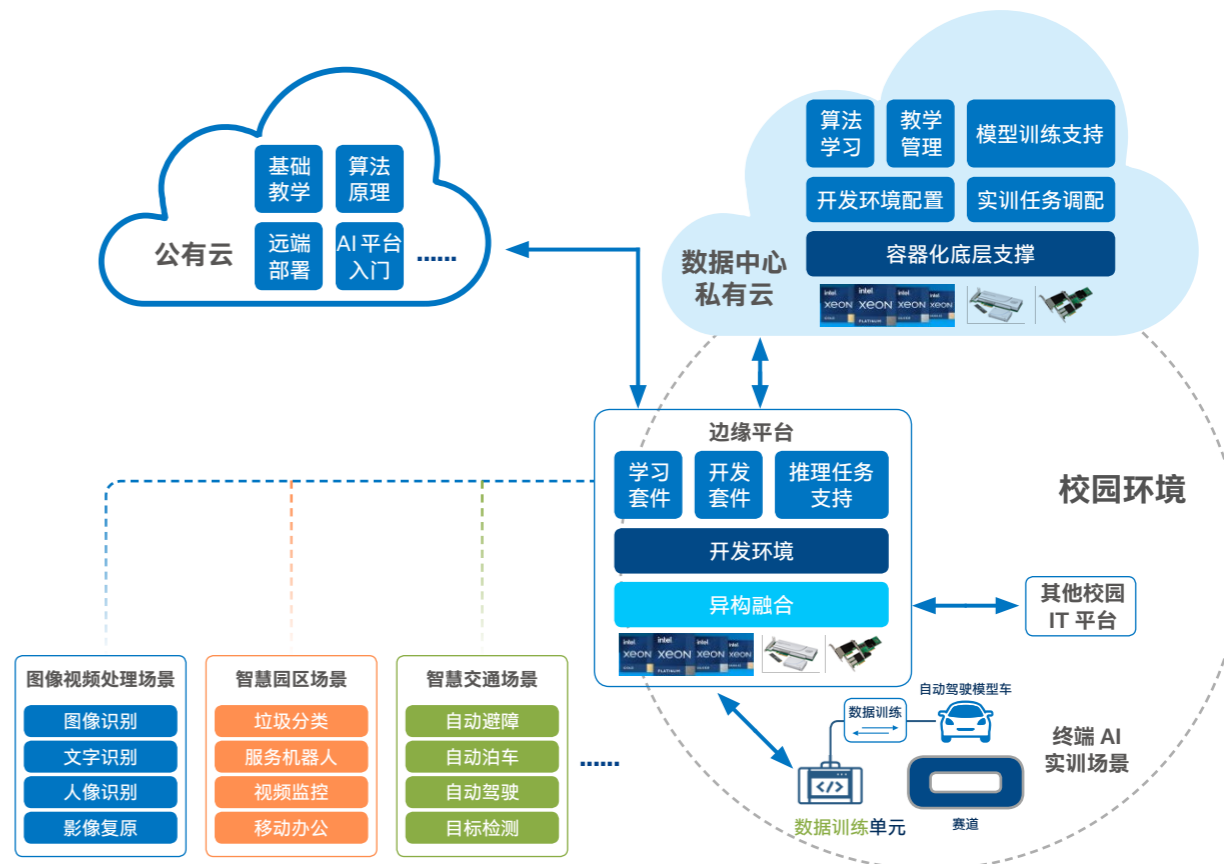 公有云
基础
教学
算法
原理
远端
部署
AI 平台
入门
......
数据中心
私有云
算法
学习
教学
管理
模型训练支持
开发环境配置
实训任务调配
容器化底层支撑
intel
XEON
intel
XEON
PLATINUM
intel
XEON
intel
XEON
边缘平台
学习
套件
开发
套件
推理任务
支持
开发环境
异构融合
intel
XEON
intel
XEON
PLATINUM
intel
XEON
intel
XEON
校园环境
其他校园
IT 平台
图像视频处理场景
图像识别
文字识别
人像识别
影像复原
智慧园区场景
垃圾分类
服务机器人
视频监控
移动办公
智慧交通场景
自动避障
自动泊车
自动驾驶
目标检测
......
自动驾驶模型车
数据训练
</>
数据训练单元
赛道
终端 AI
实训场景